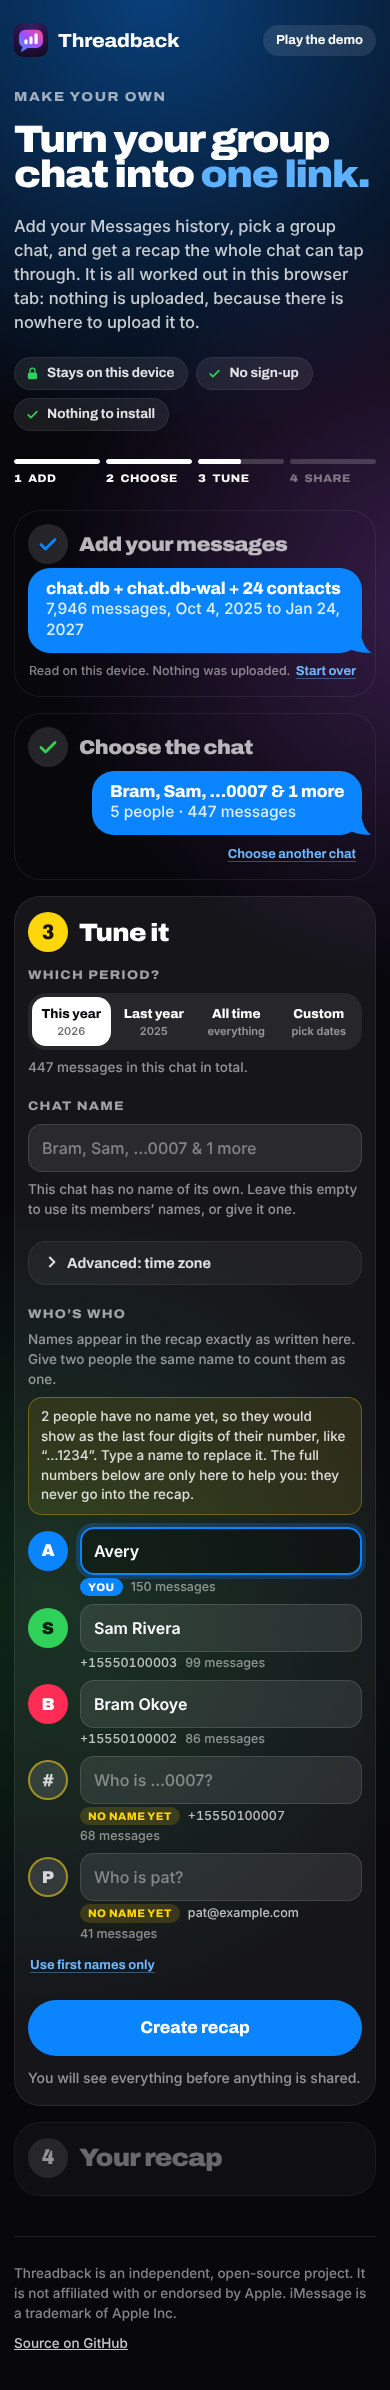 Threadback
Play the demo
MAKE YOUR OWN
Turn your group
chat into one link.
Add your Messages history, pick a group
chat, and get a recap the whole chat can tap
through. It is all worked out in this browser
tab: nothing is uploaded, because there is
nowhere to upload it to.
Stays on this device
No sign-up
Nothing to install
1 ADD
2 CHOOSE
3 TUNE
4 SHARE
Add your messages
chat.db + chat.db-wal + 24 contacts
7,946 messages, Oct 4, 2025 to Jan 24,
2027
Read on this device. Nothing was uploaded. Start over
Choose the chat
Bram, Sam, …0007 & 1 more
5 people · 447 messages
Choose another chat
3 Tune it
WHICH PERIOD?
This year
2026
Last year
2025
All time
everything
Custom
pick dates
447 messages in this chat in total.
CHAT NAME
Bram, Sam, …0007 & 1 more
This chat has no name of its own. Leave this empty
to use its members’ names, or give it one.
Advanced: time zone
WHO’S WHO
Names appear in the recap exactly as written here.
Give two people the same name to count them as
one.
2 people have no name yet, so they would
show as the last four digits of their number, like
“…1234”. Type a name to replace it. The full
numbers below are only here to help you: they
never go into the recap.
A
Avery
YOU 150 messages
S
Sam Rivera
+15550100003 99 messages
B
Bram Okoye
+15550100002 86 messages
#
Who is …0007?
NO NAME YET +15550100007
68 messages
P
Who is pat?
NO NAME YET pat@example.com
41 messages
Use first names only
Create recap
You will see everything before anything is shared.
4 Your recap
Threadback is an independent, open-source project. It
is not affiliated with or endorsed by Apple. iMessage is
a trademark of Apple Inc.
Source on GitHub